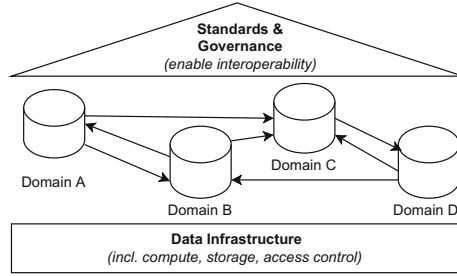 Standards &
Governance
(enable interoperability)
Domain A
Domain C
Domain B
Domain D
Data Infrastructure
(incl. compute, storage, access control)